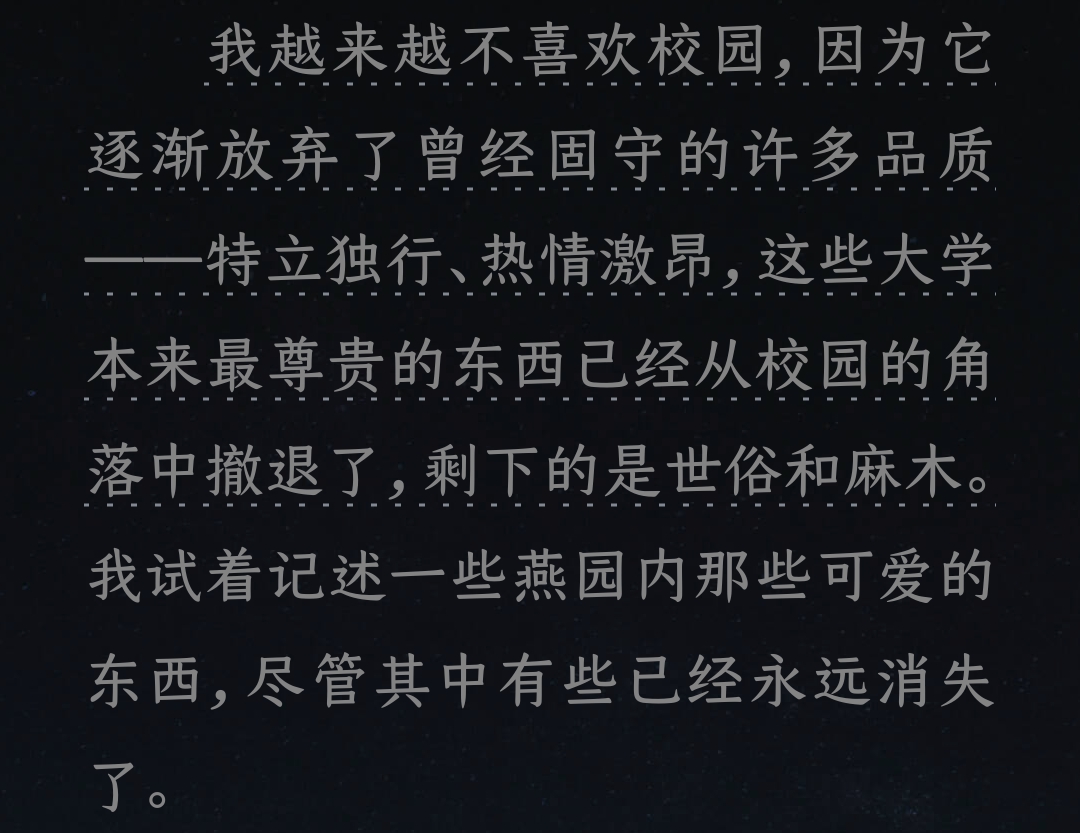 我越来越不喜欢校园，因为它
逐渐放弃了曾经固守的许多品质
——特立独行、热情激昂，这些大学
本来最尊贵的东西已经从校园的角
落中撤退了，剩下的是世俗和麻木。
我试着记述一些燕园内那些可爱的
东西，尽管其中有些已经永远消失
了。